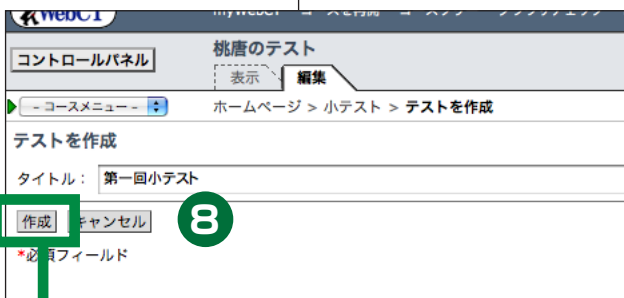 WebCT
コントロールパネル
桃唐のテスト
表示 編集
- コースメニュー -
ホームページ > 小テスト > テストを作成
テストを作成
タイトル： 第一回小テスト
作成 キャンセル 8
*必須フィールド